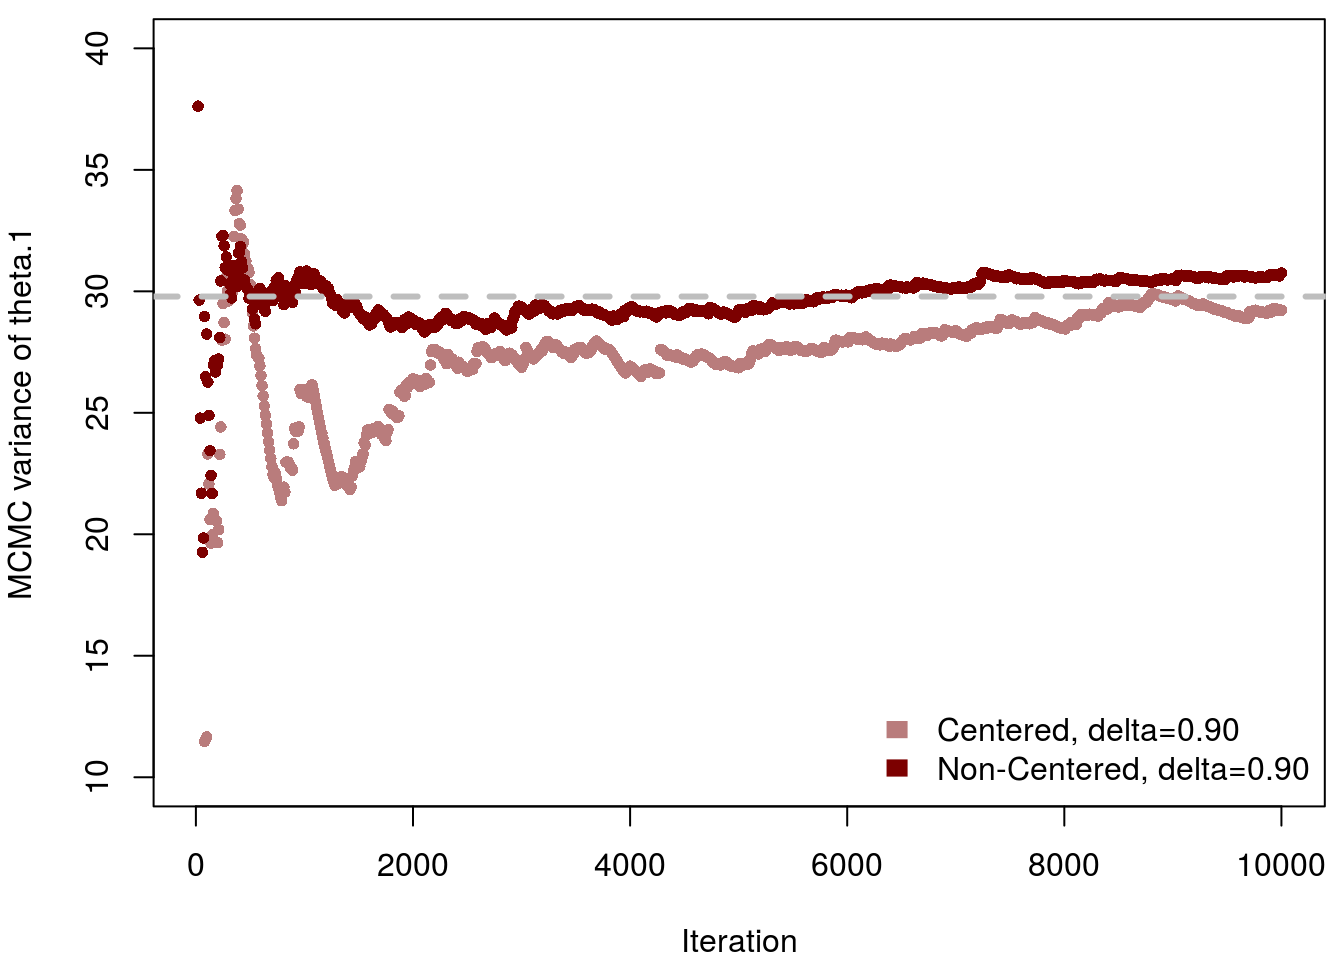 MCMC variance of theta.1
40
35
30
25
20
15
10
Centered, delta=0.90
Non-Centered, delta=0.90
0 2000 4000 6000 8000 10000
Iteration